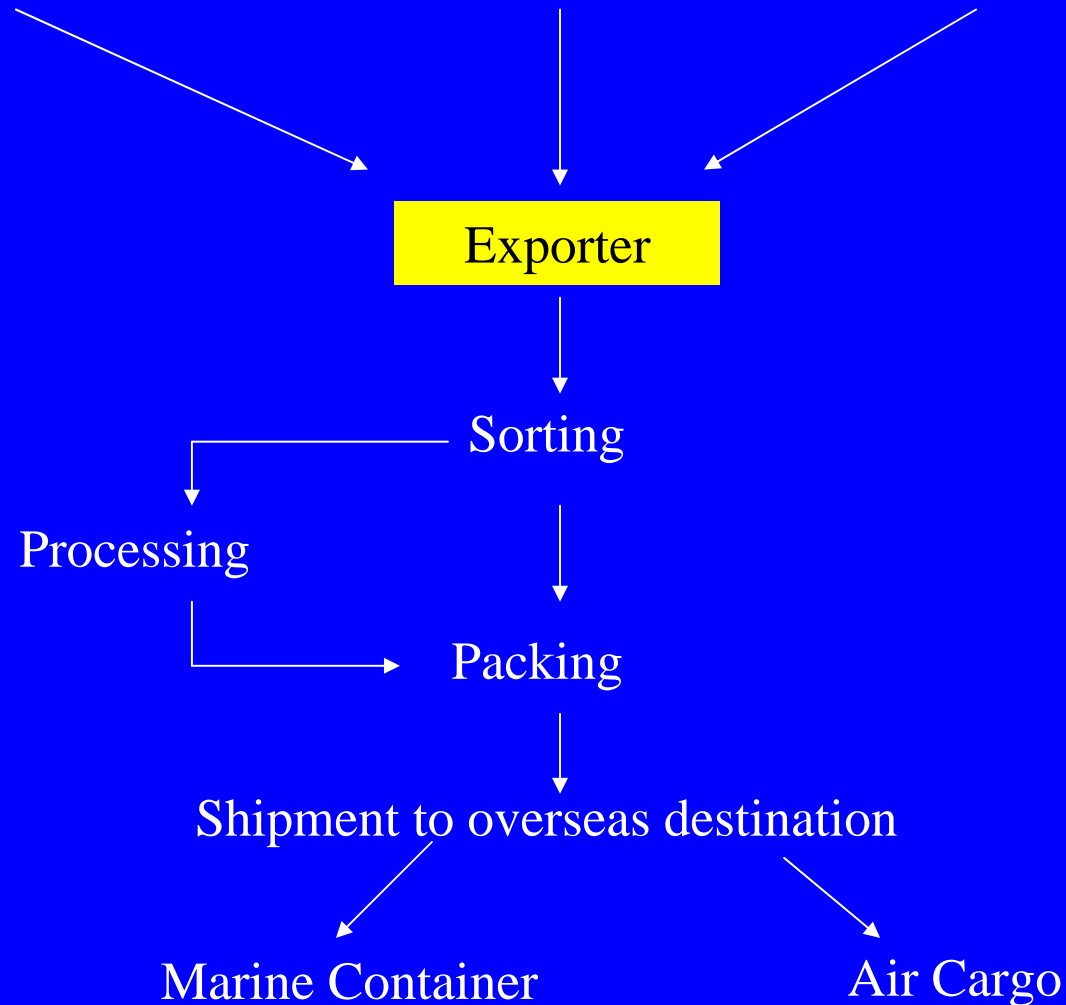 Exporter
Sorting
Processing
Packing
Shipment to overseas destination
Marine Container
Air Cargo